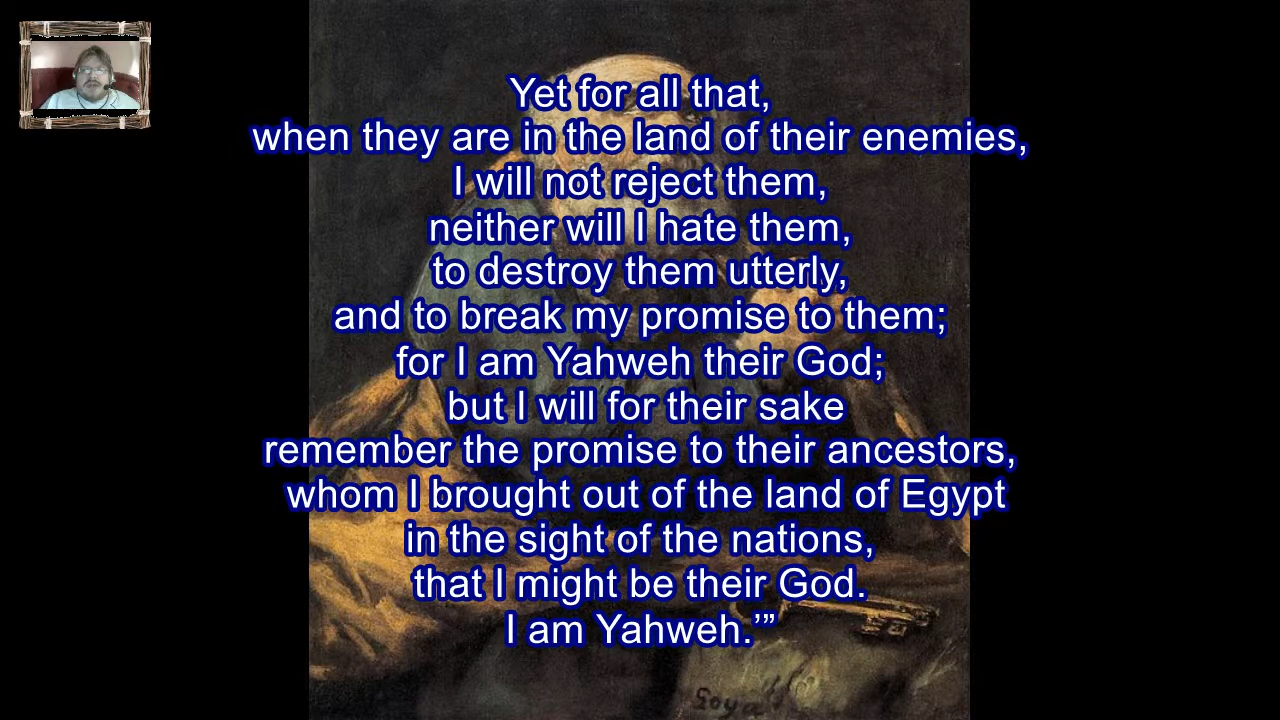 Yet for all that,
when they are in the land of their enemies,
I will not reject them,
neither will I hate them,
to destroy them utterly,
and to break my promise to them;
for I am Yahweh their God;
but I will for their sake
remember the promise to their ancestors,
whom I brought out of the land of Egypt
in the sight of the nations,
that I might be their God.
I am Yahweh.’”
Goya